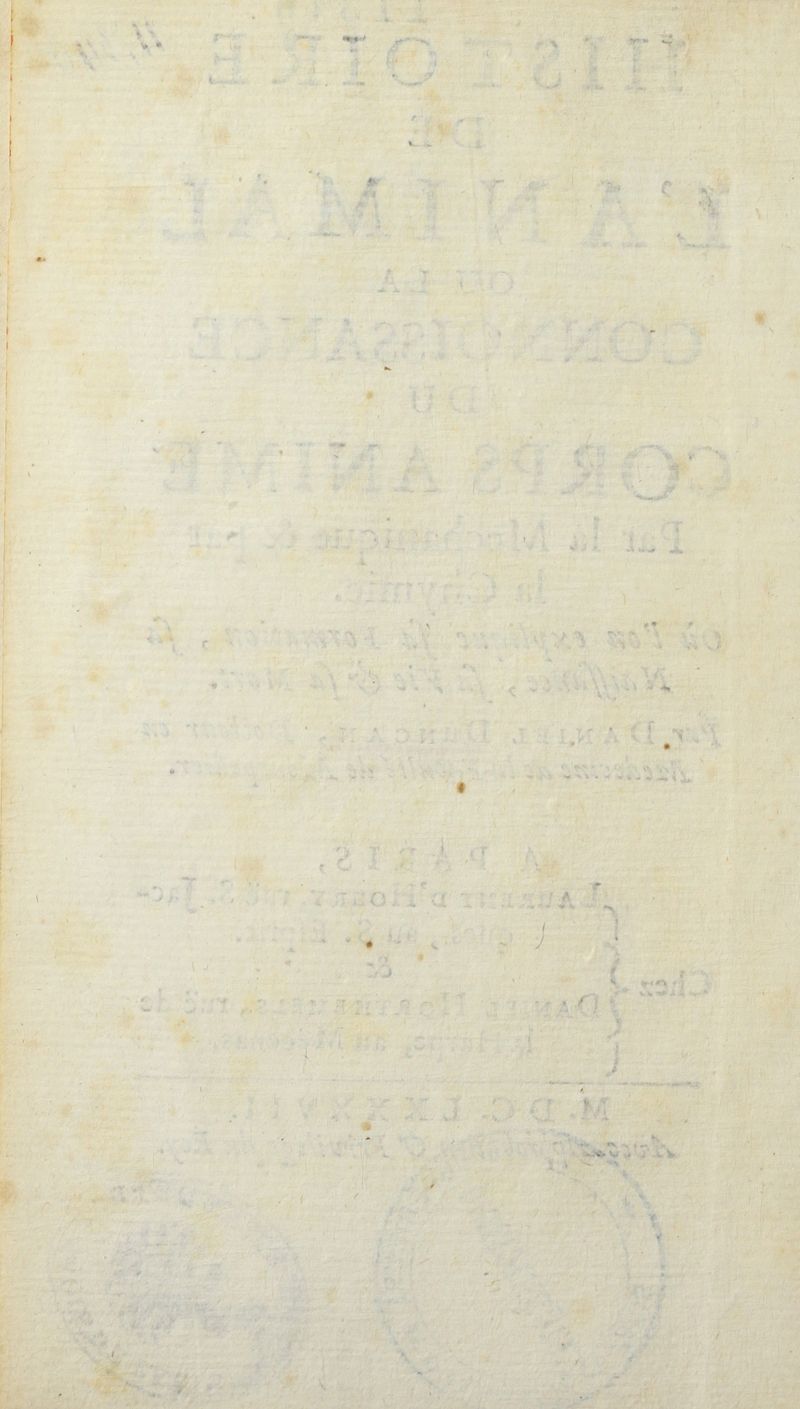 HISTOIRE
DE
L'ANIMAL
OU LA
CONNOISSANCE
DU
CORPS ANIME
Par la Mechanique & par
la Chymie.
Où l'on explique sa Formation, sa
Naissance, sa Vie & sa Mort.
Par DANIEL DUNCAN, Docteur en
Medecine de la Faculté de
A PARIS,
Chez
LAURENT D'HOURY, ruë S. Jac-
ques, au S. Esprit.
&
DANIEL HORTHEMELS, ruë de
la Harpe, au Mecenas.
M. DC. LXXXVII.
Avec Approbation, & Privilege du Roy.